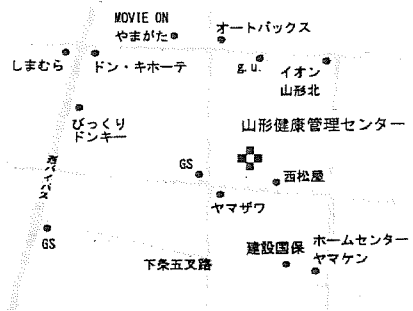 MOVIE ON
やまがた
オートバックス
しまむら
ドン・キホーテ
g.u.
イオン
山形北
びっくり
ドンキー
山形健康管理センター
西バイパス
GS
西松屋
ヤマザワ
GS
下条五叉路
建設国保
ホームセンター
ヤマケン